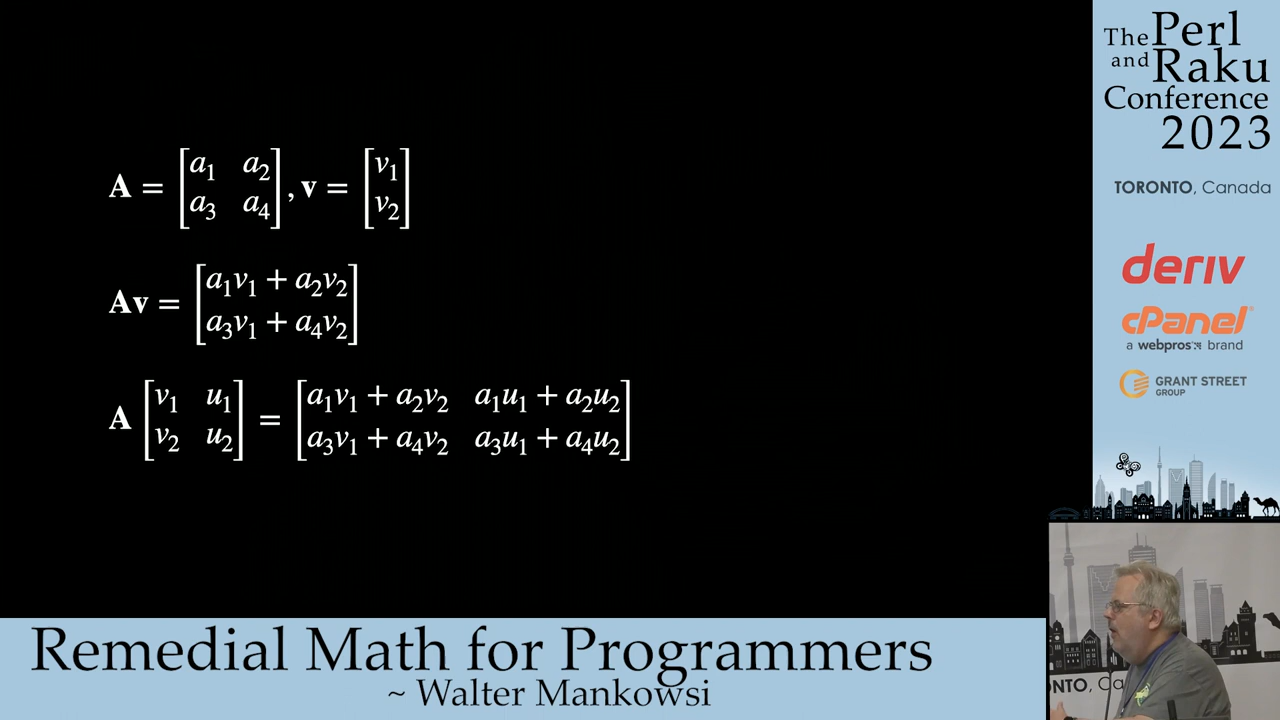 A = [a₁ a₂
a₃ a₄], v = [v₁
v₂]
Av = [a₁v₁ + a₂v₂
a₃v₁ + a₄v₂]
A [v₁ u₁
v₂ u₂] = [a₁v₁ + a₂v₂ a₁u₁ + a₂u₂
a₃v₁ + a₄v₂ a₃u₁ + a₄u₂]
The Perl
and Raku
Conference
2023
TORONTO, Canada
deriv
cPanel®
a webpros brand
GRANT STREET
GROUP
Remedial Math for Programmers
~ Walter Mankowsi
ONTO, Ca